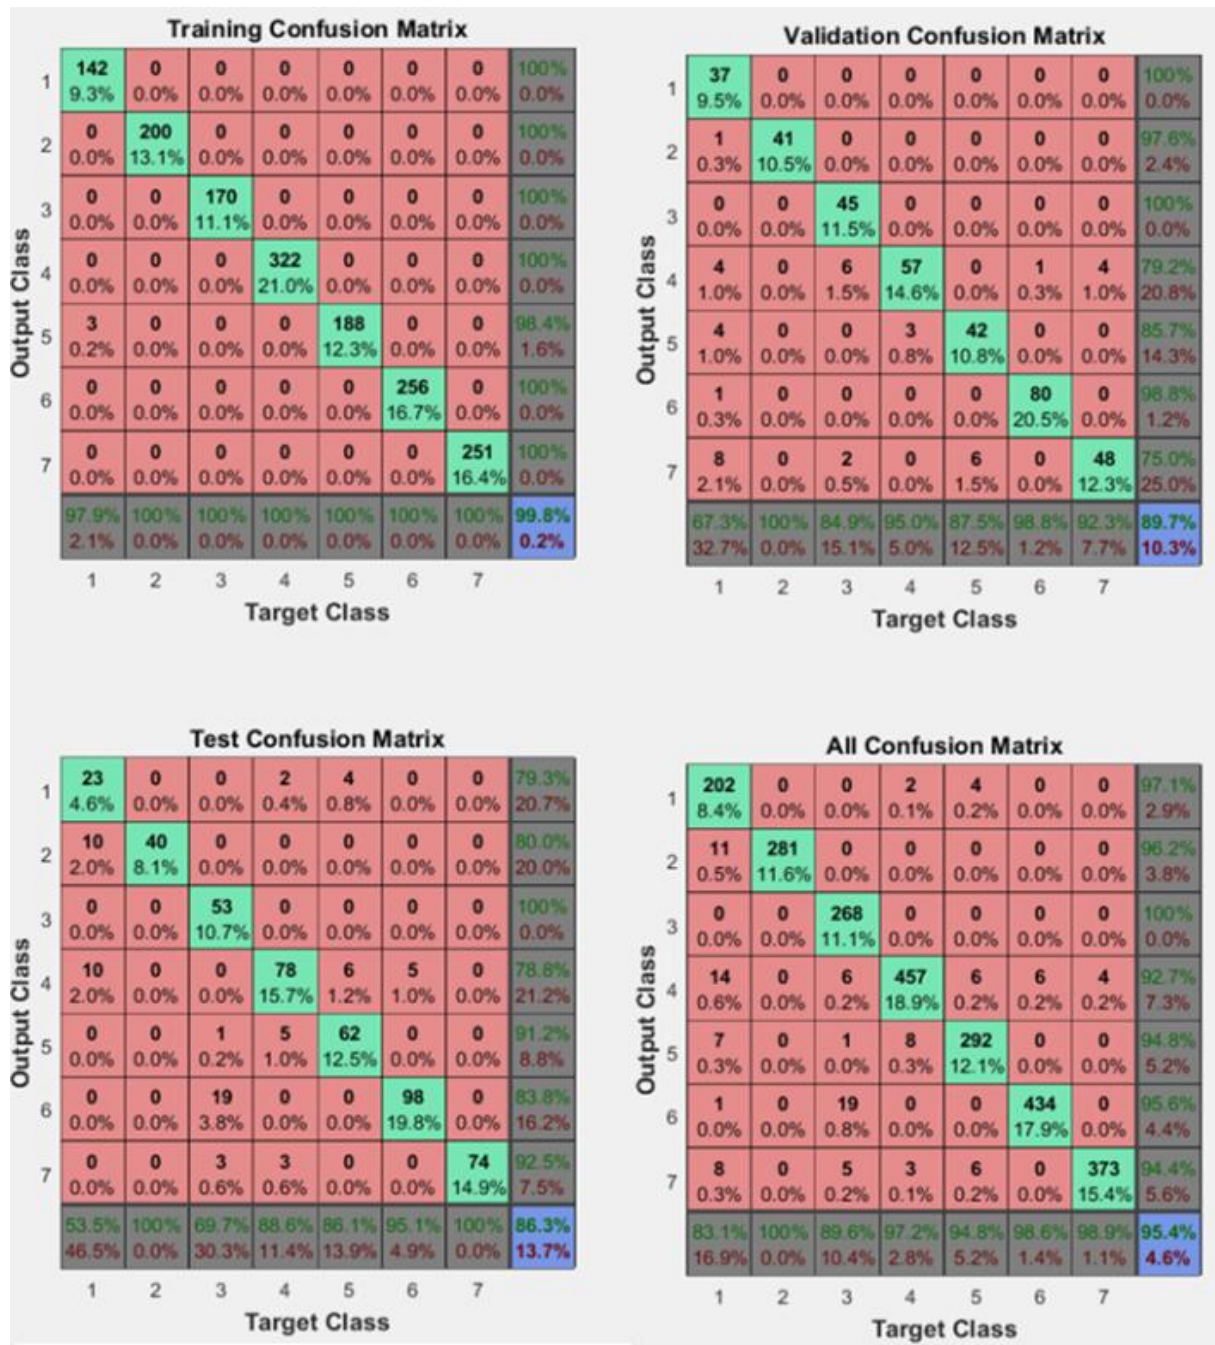 Training Confusion Matrix
1 142 0 0 0 0 0 0 100%
9.3% 0.0% 0.0% 0.0% 0.0% 0.0% 0.0% 0.0%
2 0 200 0 0 0 0 0 100%
0.0% 13.1% 0.0% 0.0% 0.0% 0.0% 0.0% 0.0%
3 0 0 170 0 0 0 0 100%
0.0% 0.0% 11.1% 0.0% 0.0% 0.0% 0.0% 0.0%
4 0 0 0 322 0 0 0 100%
0.0% 0.0% 0.0% 21.0% 0.0% 0.0% 0.0% 0.0%
5 3 0 0 0 188 0 0 98.4%
0.2% 0.0% 0.0% 0.0% 12.3% 0.0% 0.0% 1.6%
6 0 0 0 0 0 256 0 100%
0.0% 0.0% 0.0% 0.0% 0.0% 16.7% 0.0% 0.0%
7 0 0 0 0 0 0 251 100%
0.0% 0.0% 0.0% 0.0% 0.0% 0.0% 16.4% 0.0%
97.9% 100% 100% 100% 100% 100% 100% 99.8%
2.1% 0.0% 0.0% 0.0% 0.0% 0.0% 0.0% 0.2%
1 2 3 4 5 6 7
Target Class
Output Class
Validation Confusion Matrix
1 37 0 0 0 0 0 0 100%
9.5% 0.0% 0.0% 0.0% 0.0% 0.0% 0.0% 0.0%
2 1 41 0 0 0 0 0 97.6%
0.3% 10.5% 0.0% 0.0% 0.0% 0.0% 0.0% 2.4%
3 0 0 45 0 0 0 0 100%
0.0% 0.0% 11.5% 0.0% 0.0% 0.0% 0.0% 0.0%
4 4 0 6 57 0 1 4 79.2%
1.0% 0.0% 1.5% 14.6% 0.0% 0.3% 1.0% 20.8%
5 4 0 0 3 42 0 0 85.7%
1.0% 0.0% 0.0% 0.8% 10.8% 0.0% 0.0% 14.3%
6 1 0 0 0 0 80 0 98.8%
0.3% 0.0% 0.0% 0.0% 0.0% 20.5% 0.0% 1.2%
7 8 0 2 0 6 0 48 75.0%
2.1% 0.0% 0.5% 0.0% 1.5% 0.0% 12.3% 25.0%
67.3% 100% 84.9% 95.0% 87.5% 98.8% 92.3% 89.7%
32.7% 0.0% 15.1% 5.0% 12.5% 1.2% 7.7% 10.3%
1 2 3 4 5 6 7
Target Class
Output Class
Test Confusion Matrix
1 23 0 0 2 4 0 0 79.3%
4.6% 0.0% 0.0% 0.4% 0.8% 0.0% 0.0% 20.7%
2 10 40 0 0 0 0 0 80.0%
2.0% 8.1% 0.0% 0.0% 0.0% 0.0% 0.0% 20.0%
3 0 0 53 0 0 0 0 100%
0.0% 0.0% 10.7% 0.0% 0.0% 0.0% 0.0% 0.0%
4 10 0 0 78 6 5 0 78.8%
2.0% 0.0% 0.0% 15.7% 1.2% 1.0% 0.0% 21.2%
5 0 0 1 5 62 0 0 91.2%
0.0% 0.0% 0.2% 1.0% 12.5% 0.0% 0.0% 8.8%
6 0 0 19 0 0 98 0 83.8%
0.0% 0.0% 3.8% 0.0% 0.0% 19.8% 0.0% 16.2%
7 0 0 3 3 0 0 74 92.5%
0.0% 0.0% 0.6% 0.6% 0.0% 0.0% 14.9% 7.5%
53.5% 100% 69.7% 88.6% 86.1% 95.1% 100% 86.3%
46.5% 0.0% 30.3% 11.4% 13.9% 4.9% 0.0% 13.7%
1 2 3 4 5 6 7
Target Class
Output Class
All Confusion Matrix
1 202 0 0 2 4 0 0 97.1%
8.4% 0.0% 0.0% 0.1% 0.2% 0.0% 0.0% 2.9%
2 11 281 0 0 0 0 0 96.2%
0.5% 11.6% 0.0% 0.0% 0.0% 0.0% 0.0% 3.8%
3 0 0 268 0 0 0 0 100%
0.0% 0.0% 11.1% 0.0% 0.0% 0.0% 0.0% 0.0%
4 14 0 6 457 6 6 4 92.7%
0.6% 0.0% 0.2% 18.9% 0.2% 0.2% 0.2% 7.3%
5 7 0 1 8 292 0 0 94.8%
0.3% 0.0% 0.0% 0.3% 12.1% 0.0% 0.0% 5.2%
6 1 0 19 0 0 434 0 95.6%
0.0% 0.0% 0.8% 0.0% 0.0% 17.9% 0.0% 4.4%
7 8 0 5 3 6 0 373 94.4%
0.3% 0.0% 0.2% 0.1% 0.2% 0.0% 15.4% 5.6%
83.1% 100% 89.6% 97.2% 94.8% 98.6% 98.9% 95.4%
16.9% 0.0% 10.4% 2.8% 5.2% 1.4% 1.1% 4.6%
1 2 3 4 5 6 7
Target Class
Output Class